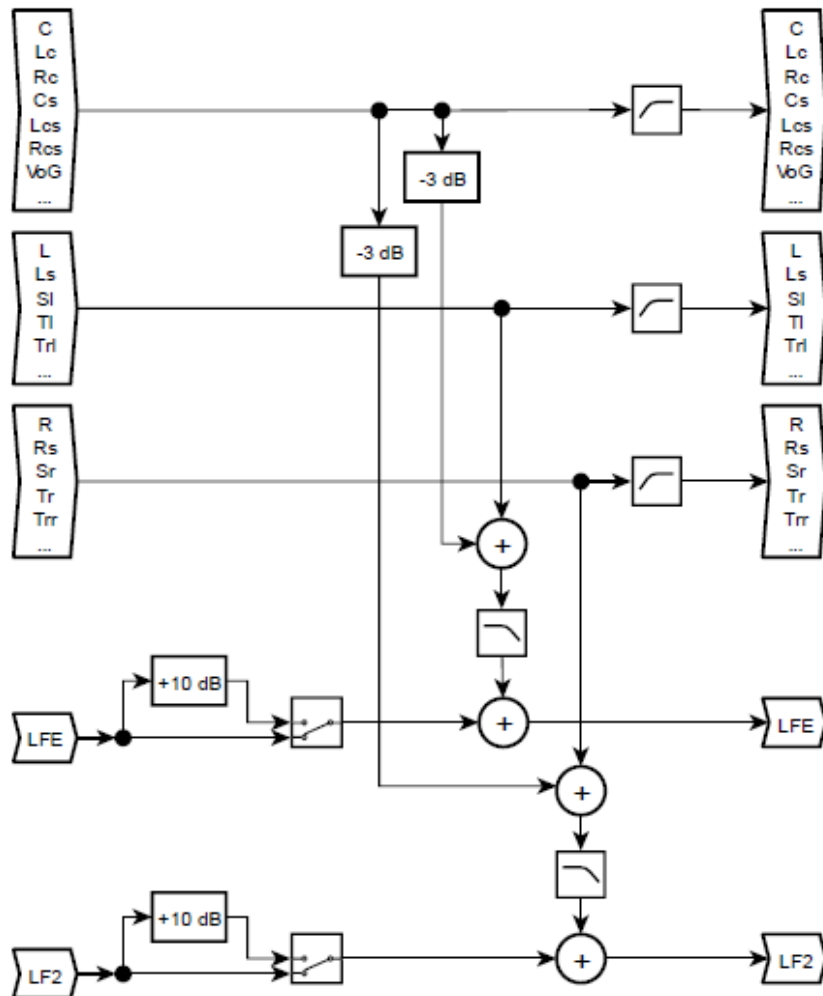 C
Lc
Rc
Cs
Lcs
Rcs
VoG
...
C
Lc
Rc
Cs
Lcs
Rcs
VoG
...
-3 dB
-3 dB
L
Ls
Sl
Tl
Trl
...
L
Ls
Sl
Tl
Trl
...
R
Rs
Sr
Tr
Trr
...
R
Rs
Sr
Tr
Trr
...
+
+10 dB
LFE
+
LFE
+
+10 dB
LF2
+
LF2